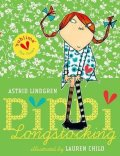 ASTRID LINDGREN
PIPPI
Longstocking
illustrated by LAUREN CHILD